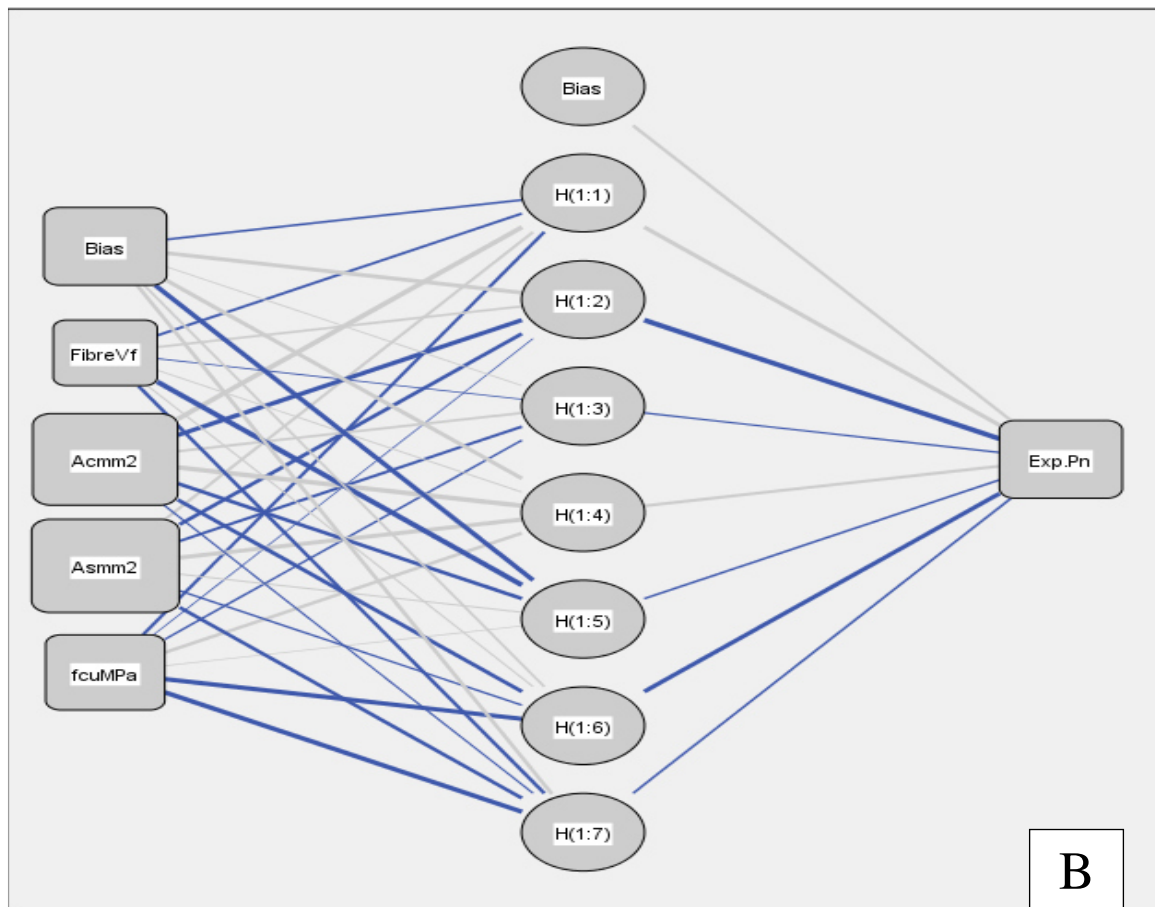 Bias
H(1:1)
Bias
H(1:2)
FibreVf
H(1:3)
Acmm2
Exp.Pn
H(1:4)
Asmm2
H(1:5)
fcuMPa
H(1:6)
H(1:7)
B